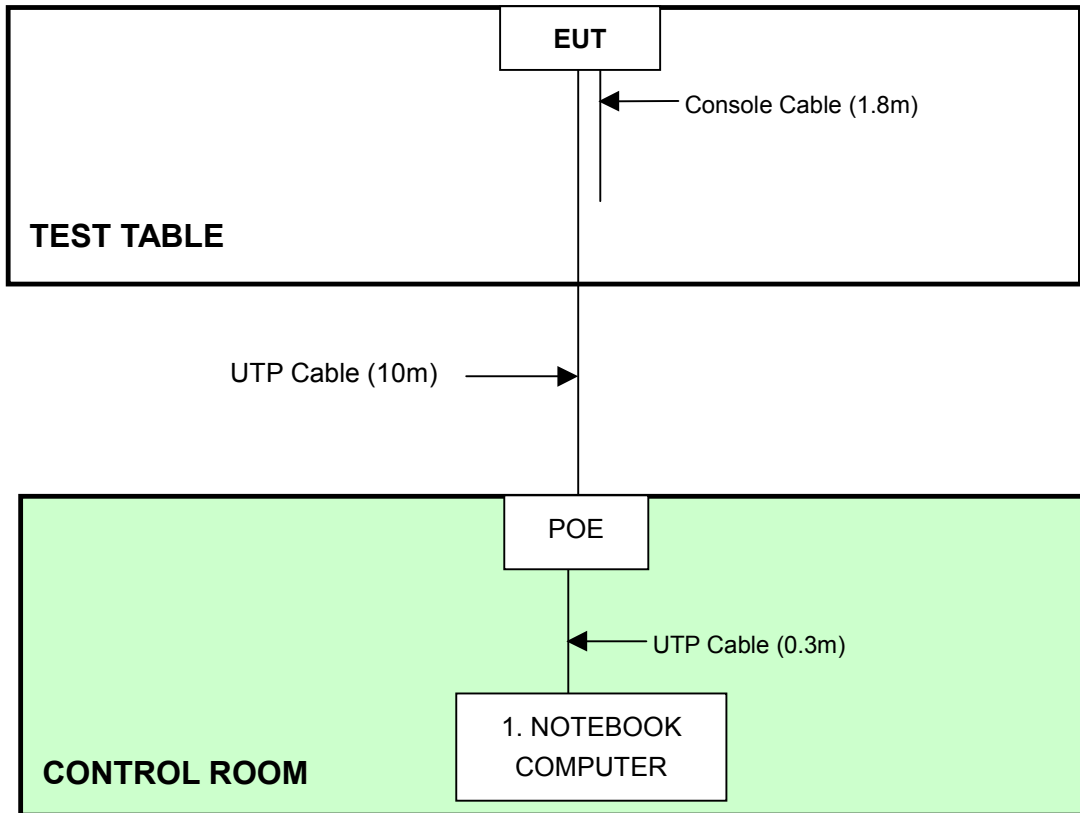 EUT
Console Cable (1.8m)
TEST TABLE
UTP Cable (10m)
POE
UTP Cable (0.3m)
1. NOTEBOOK
COMPUTER
CONTROL ROOM